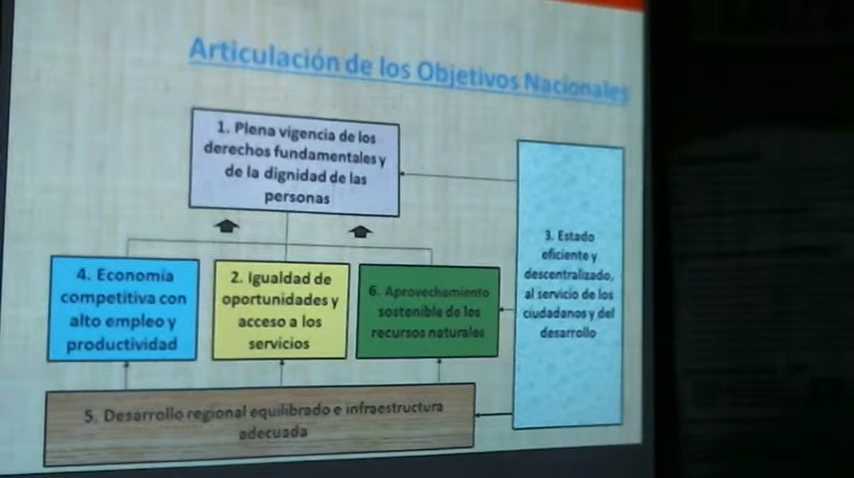 Articulación de los Objetivos Nacionales
1. Plena vigencia de los
derechos fundamentales y
de la dignidad de las
personas
3. Estado
eficiente y
descentralizado,
al servicio de los
ciudadanos y del
desarrollo
4. Economía
competitiva con
alto empleo y
productividad
2. Igualdad de
oportunidades y
acceso a los
servicios
6. Aprovechamiento
sostenible de los
recursos naturales
5. Desarrollo regional equilibrado e infraestructura
adecuada